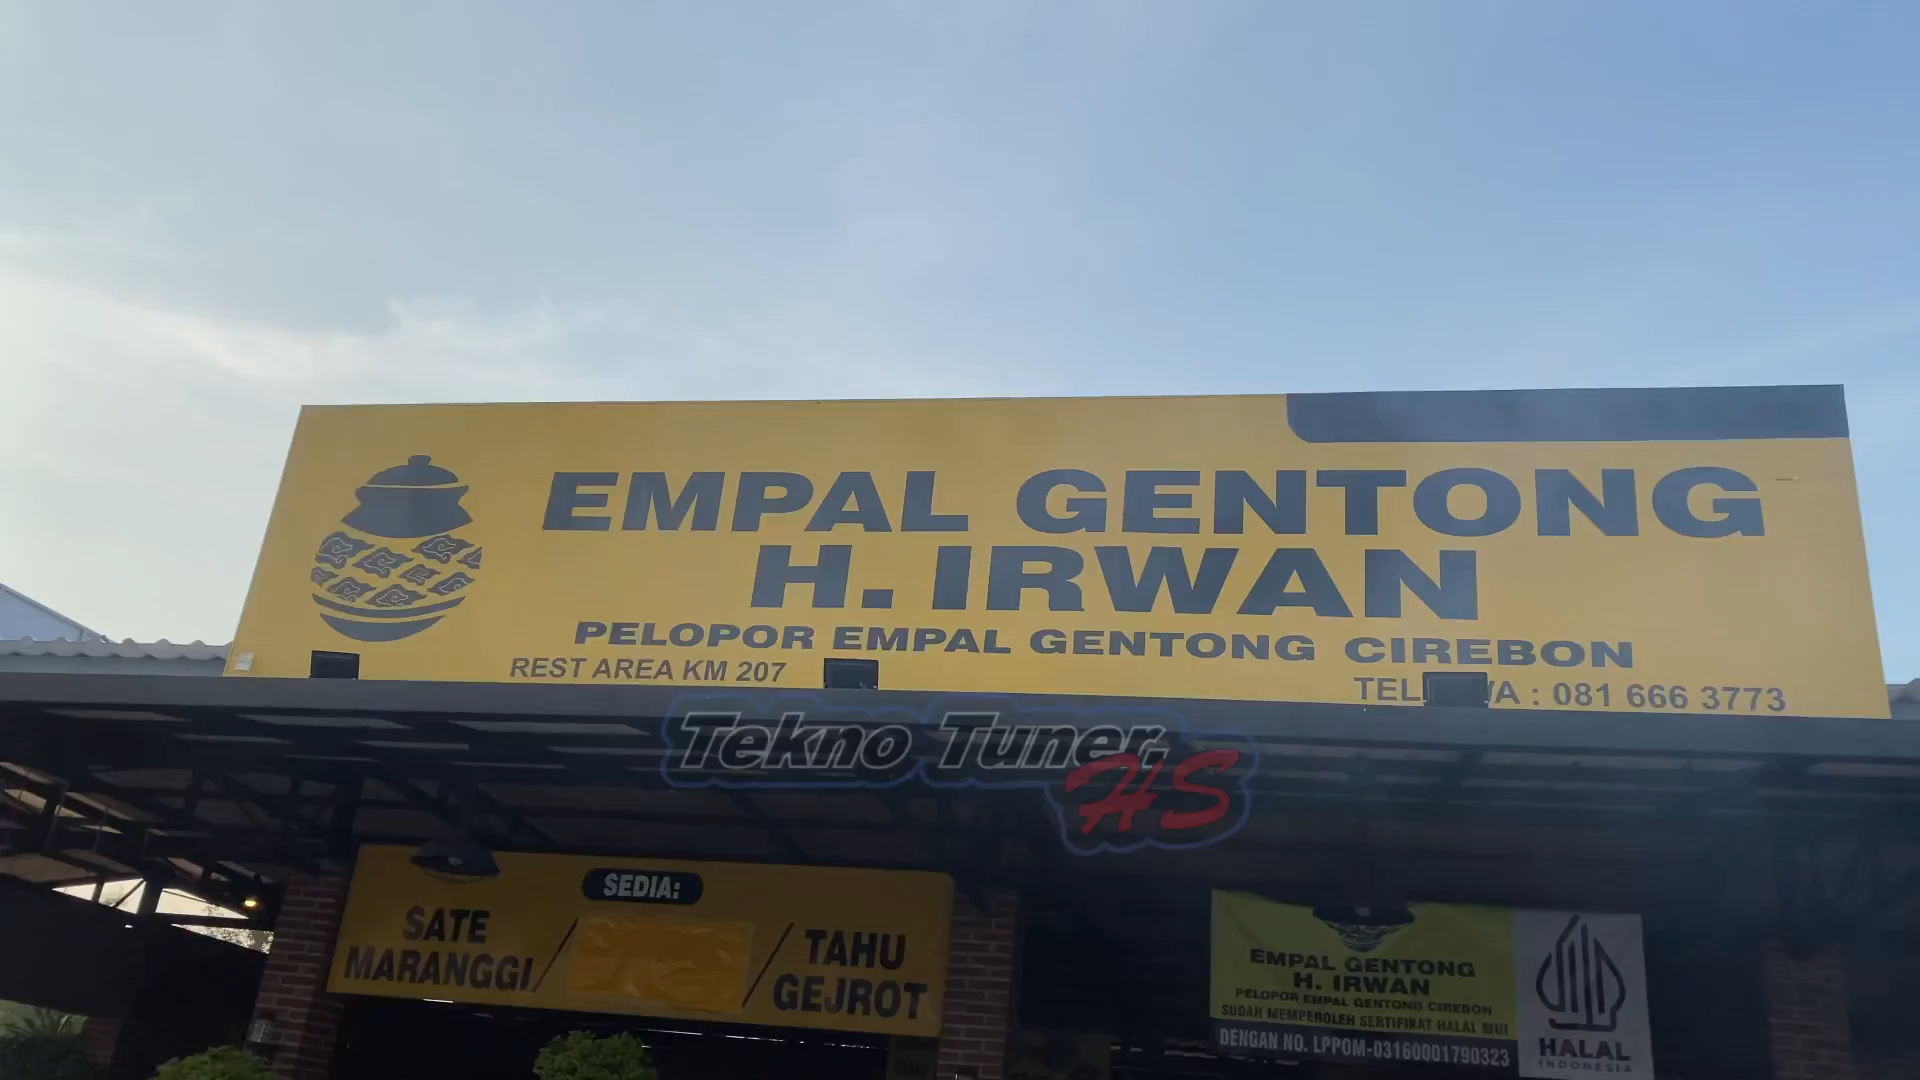 EMPAL GENTONG
H. IRWAN
PELOPOR EMPAL GENTONG CIREBON
REST AREA KM 207
: 081 666 3773
Tekno Tuner
HS
SEDIA:
SATE
MARANGGI
/
/
TAHU
GEJROT
EMPAL GENTONG
H. IRWAN
PELOPOR EMPAL GENTONG CIREBON
SUDAH MEMPEROLEH SERTIFIKAT HALAL MUI
DENGAN NO. LPPOM-03160001790323
HALAL
INDONESIA